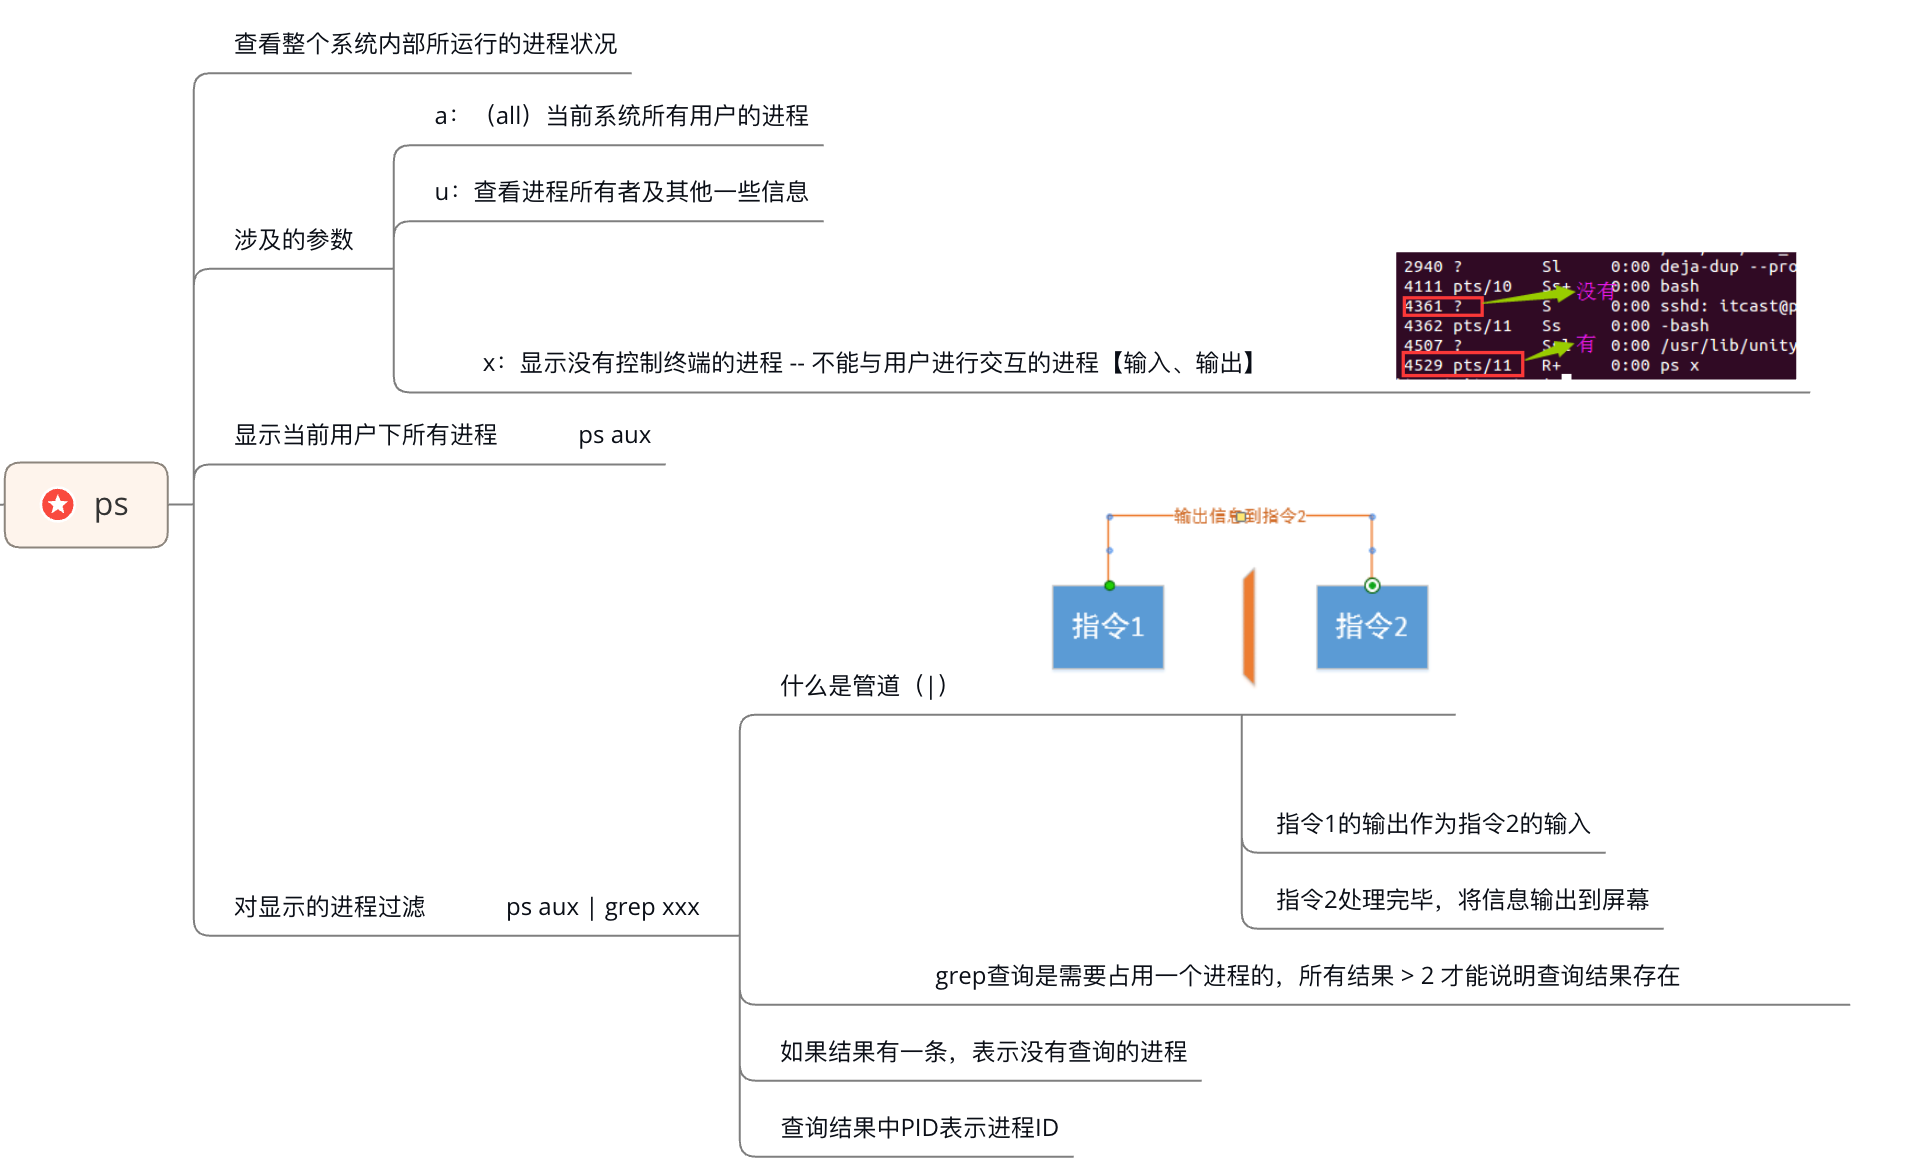 查看整个系统内部所运行的进程状况
a：（all）当前系统所有用户的进程
u：查看进程所有者及其他一些信息
涉及的参数
x：显示没有控制终端的进程 -- 不能与用户进行交互的进程【输入、输出】
2940 ? Sl 0:00 deja-dup --pro
4111 pts/10 Ss+ 0:00 bash
没有
4361 ? S 0:00 sshd: itcast@p
4362 pts/11 Ss 0:00 -bash
4507 ? 0:00 /usr/lib/unity
有
4529 pts/11 R+ 0:00 ps x
显示当前用户下所有进程 ps aux
ps
输出信息到指令2
指令1
指令2
什么是管道（|）
指令1的输出作为指令2的输入
指令2处理完毕，将信息输出到屏幕
对显示的进程过滤 ps aux | grep xxx
grep查询是需要占用一个进程的，所有结果 > 2 才能说明查询结果存在
如果结果有一条，表示没有查询的进程
查询结果中PID表示进程ID